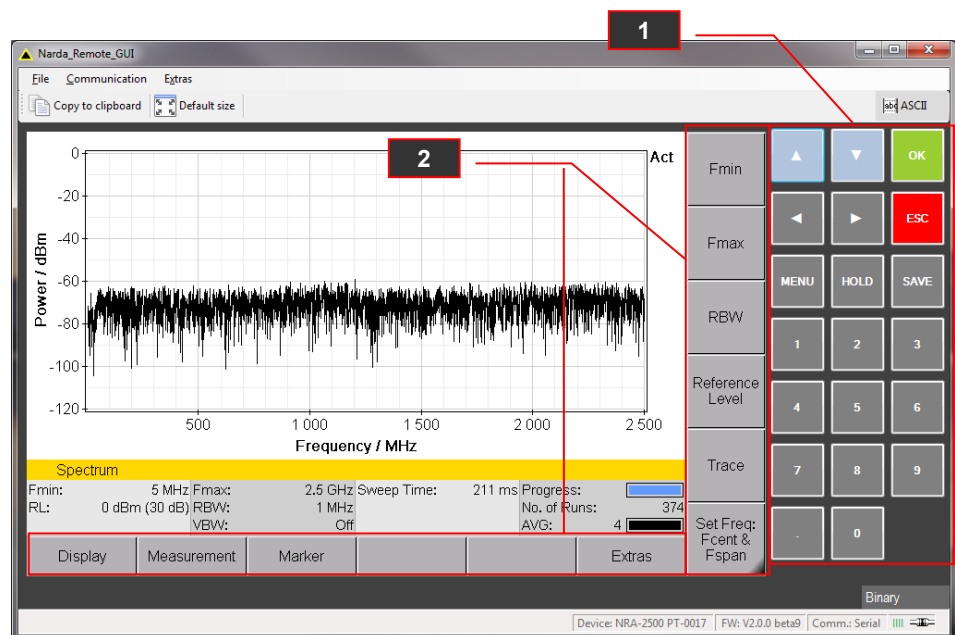 1
Narda_Remote_GUI
File Communication Extras
Copy to clipboard Default size
abc ASCII
2
Act
0
-20
-40
-60
-80
-100
-120
Power / dBm
500 1 000 1 500 2 000 2 500
Frequency / MHz
Spectrum
Fmin: 5 MHz Fmax: 2.5 GHz Sweep Time: 211 ms Progress:
RL: 0 dBm (30 dB) RBW: 1 MHz No. of Runs: 374
VBW: Off AVG: 4
Display Measurement Marker Extras
Fmin
Fmax
RBW
Reference
Level
Trace
Set Freq:
Fcent &
Fspan
OK
ESC
MENU HOLD SAVE
1 2 3
4 5 6
7 8 9
. 0
Binary
Device: NRA-2500 PT-0017 FW: V2.0.0 beta9 Comm.: Serial